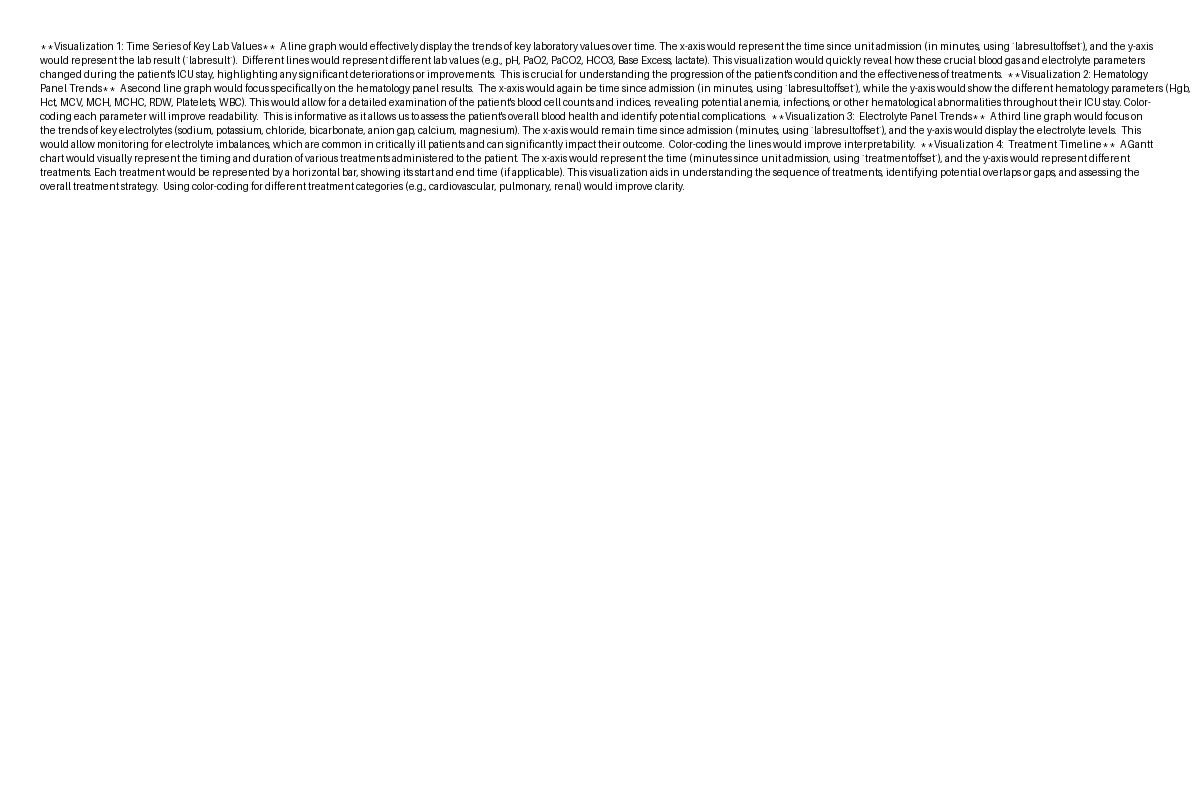 **Visualization 1: Time Series of Key Lab Values** A line graph would effectively display the trends of key laboratory values over time. The x-axis would represent the time since unit admission (in minutes, using `labresultoffset`), and the y-axis
would represent the lab result (`labresult`). Different lines would represent different lab values (e.g., pH, PaO2, PaCO2, HCO3, Base Excess, lactate). This visualization would quickly reveal how these crucial blood gas and electrolyte parameters
changed during the patient's ICU stay, highlighting any significant deteriorations or improvements. This is crucial for understanding the progression of the patient's condition and the effectiveness of treatments. **Visualization 2: Hematology
Panel Trends** A second line graph would focus specifically on the hematology panel results. The x-axis would again be time since admission (in minutes, using `labresultoffset`), while the y-axis would show the different hematology parameters (Hgb,
Hct, MCV, MCH, MCHC, RDW, Platelets, WBC). This would allow for a detailed examination of the patient's blood cell counts and indices, revealing potential anemia, infections, or other hematological abnormalities throughout their ICU stay. Color-
coding each parameter will improve readability. This is informative as it allows us to assess the patient's overall blood health and identify potential complications. **Visualization 3: Electrolyte Panel Trends** A third line graph would focus on
the trends of key electrolytes (sodium, potassium, chloride, bicarbonate, anion gap, calcium, magnesium). The x-axis would remain time since admission (minutes, using `labresultoffset`), and the y-axis would display the electrolyte levels. This
would allow monitoring for electrolyte imbalances, which are common in critically ill patients and can significantly impact their outcome. Color-coding the lines would improve interpretability. **Visualization 4: Treatment Timeline** A Gantt
chart would visually represent the timing and duration of various treatments administered to the patient. The x-axis would represent the time (minutes since unit admission, using `treatmentoffset`), and the y-axis would represent different
treatments. Each treatment would be represented by a horizontal bar, showing its start and end time (if applicable). This visualization aids in understanding the sequence of treatments, identifying potential overlaps or gaps, and assessing the
overall treatment strategy. Using color-coding for different treatment categories (e.g., cardiovascular, pulmonary, renal) would improve clarity.